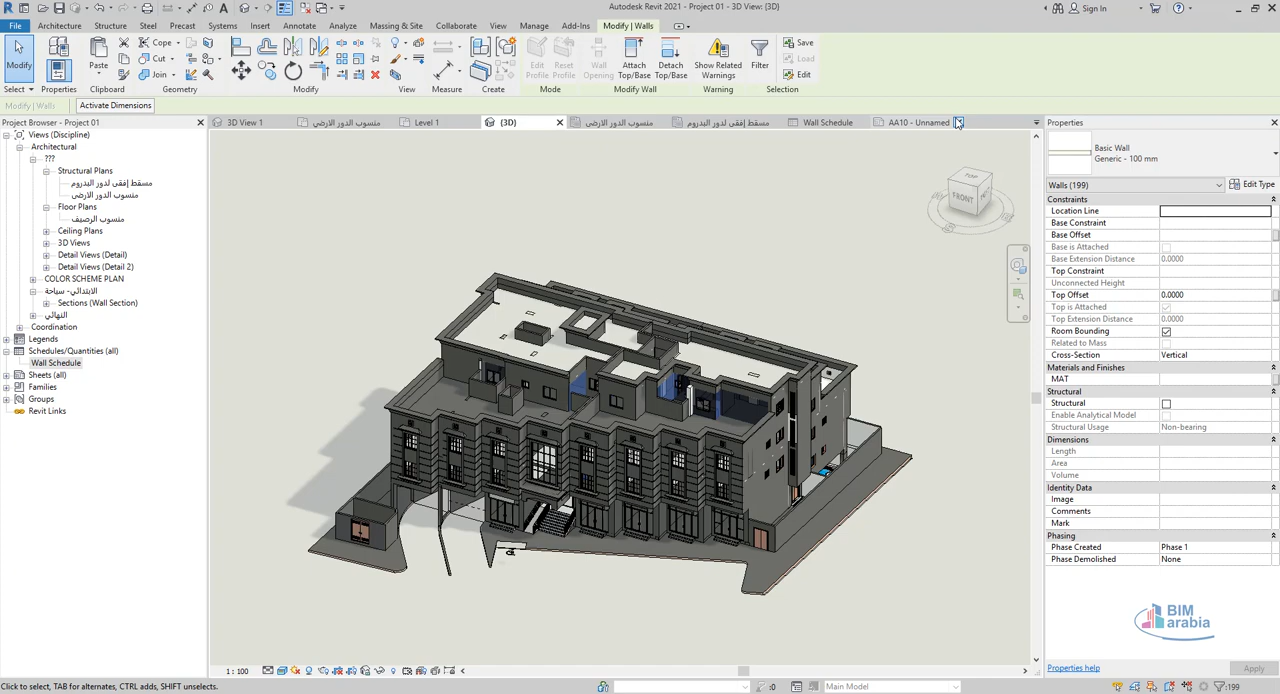 Autodesk Revit 2021 - Project 01 - 3D View: {3D}
Sign In
File Architecture Structure Steel Precast Systems Insert Annotate Analyze Massing & Site Collaborate View Manage Add-Ins Modify | Walls
Modify
Paste
Cope
Cut
Join
Edit Profile
Reset Profile
Wall Opening
Attach Top/Base
Detach Top/Base
Show Related Warnings
Filter
Save
Load
Edit
Select Properties Clipboard Geometry Modify View Measure Create Mode Modify Wall Warning Selection
Modify | Walls Activate Dimensions
Project Browser - Project 01
3D View 1
منسوب الدور الارضى
Level 1
{3D}
منسوب الدور الارضى
مسقط إفقى لدور البدروم
Wall Schedule
AA10 - Unnamed
Views (Discipline)
Architectural
???
Structural Plans
مسقط إفقى لدور البدروم
منسوب الدور الارضى
Floor Plans
منسوب الرصيف
Ceiling Plans
3D Views
Detail Views (Detail)
Detail Views (Detail 2)
COLOR SCHEME PLAN
الابتدائي- سباحة
Sections (Wall Section)
النهائي
Coordination
Legends
Schedules/Quantities (all)
Wall Schedule
Sheets (all)
Families
Groups
Revit Links
TOP
FRONT
Properties
Basic Wall
Generic - 100 mm
Walls (199) Edit Type
Constraints
Location Line
Base Constraint
Base Offset
Base is Attached
Base Extension Distance 0.0000
Top Constraint
Unconnected Height
Top Offset 0.0000
Top is Attached
Top Extension Distance 0.0000
Room Bounding
Related to Mass
Cross-Section Vertical
Materials and Finishes
MAT
Structural
Structural
Enable Analytical Model
Structural Usage Non-bearing
Dimensions
Length
Area
Volume
Identity Data
Image
Comments
Mark
Phasing
Phase Created Phase 1
Phase Demolished None
BIM
arabia
Properties help Apply
1 : 100
Click to select, TAB for alternates, CTRL adds, SHIFT unselects.
:0
Main Model
:199